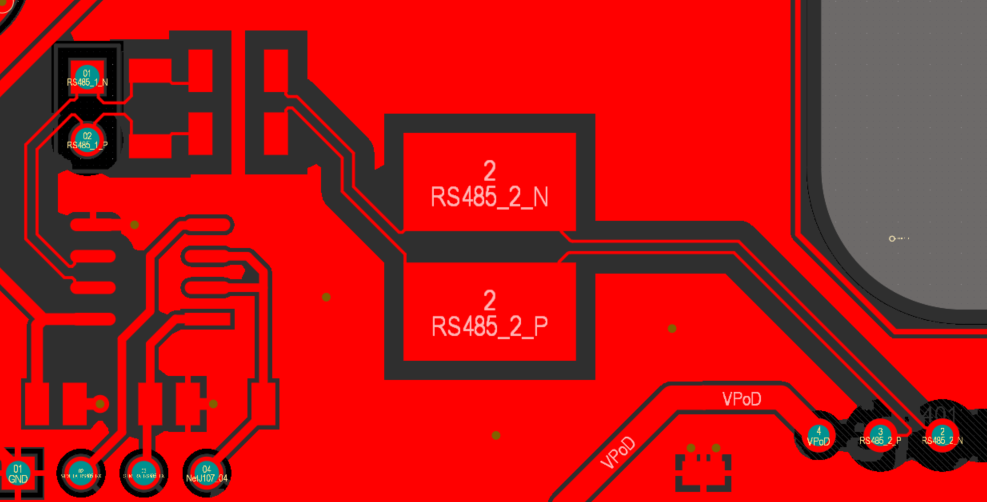 01
RS485_1_N
02
RS485_1_P
2
RS485_2_N
2
RS485_2_P
VPoD
VPoD
401
4
VPoD
3
RS485_2_P
2
RS485_2_N
01
GND
04
NetJ107_04